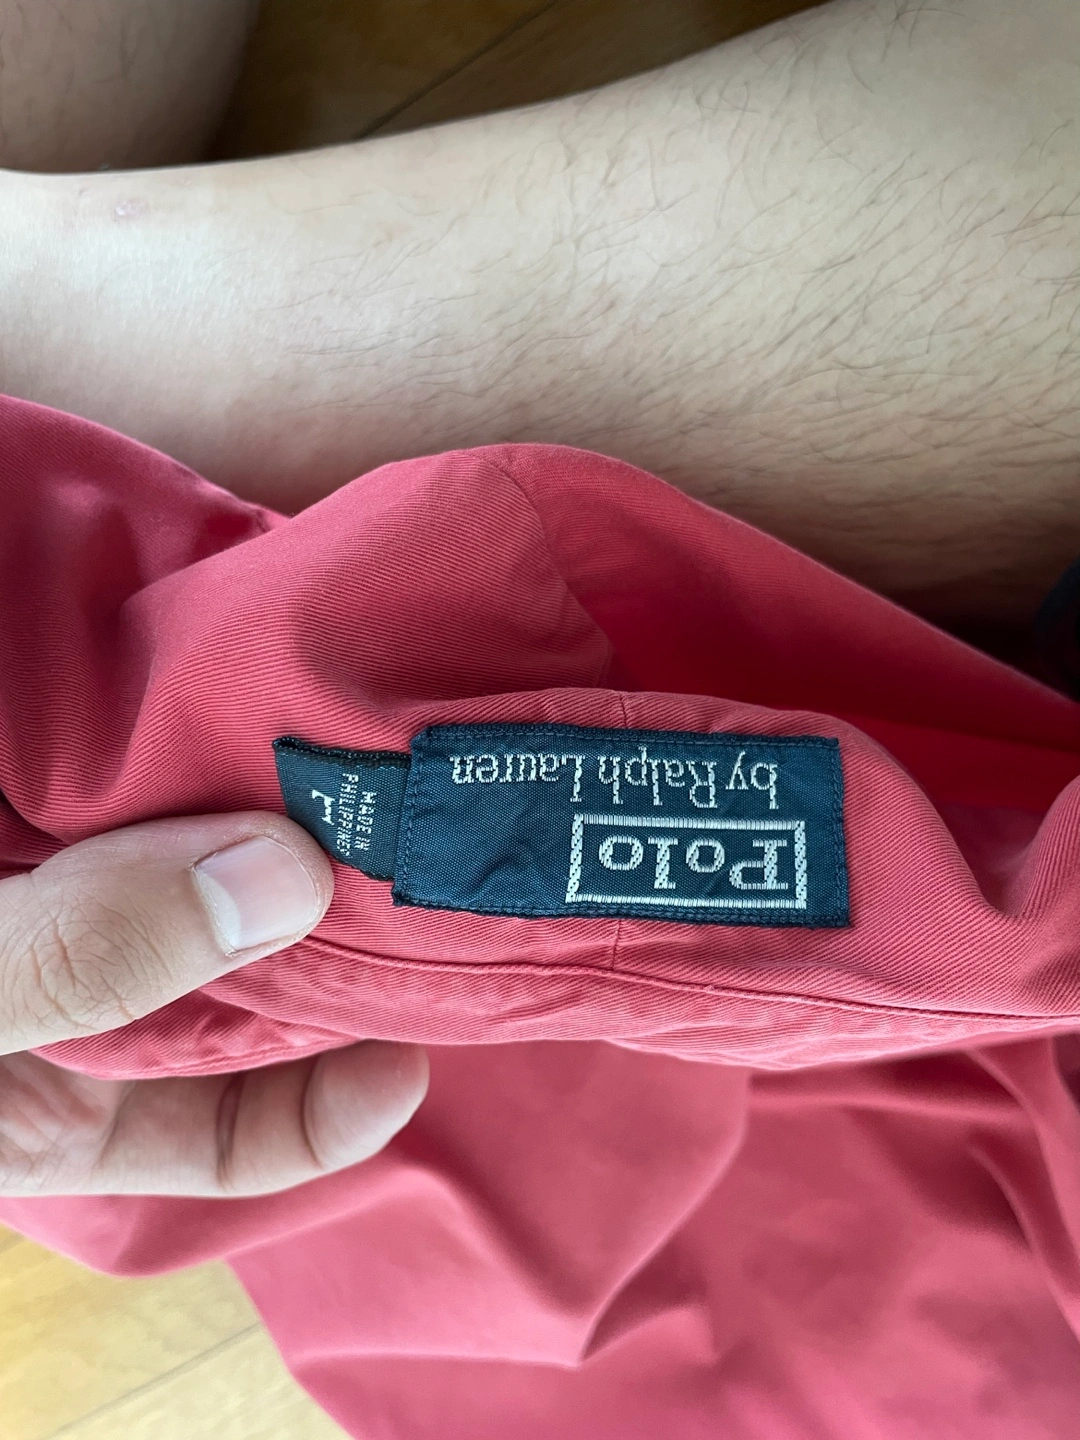 Polo
by Ralph Lauren
L
MADE IN
PHILIPPINES